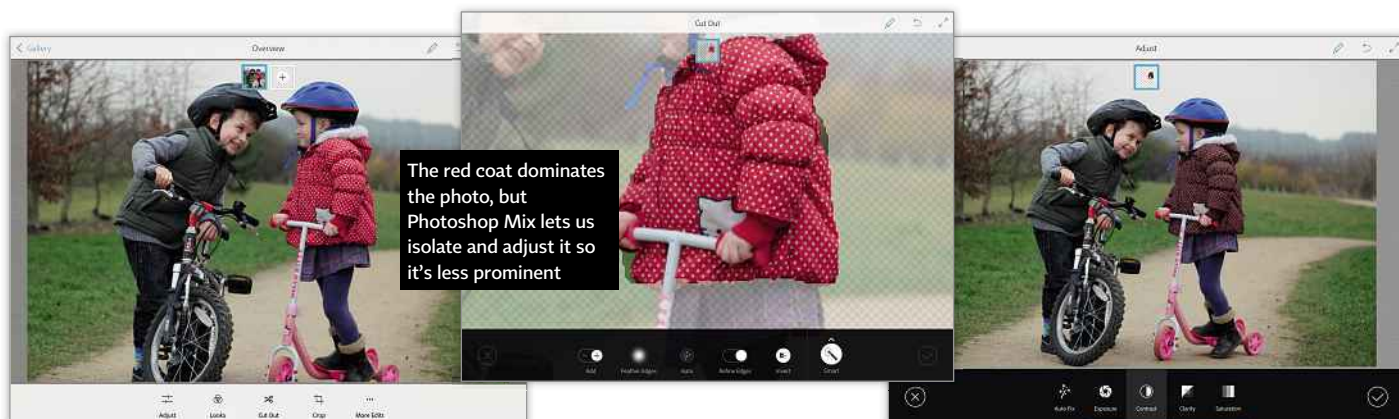 Gallery
Overview
Adjust
Looks
Cut Out
Crop
More Edits
The red coat dominates
the photo, but
Photoshop Mix lets us
isolate and adjust it so
it's less prominent
Cut Out
Add
Feather Edges
Auto
Refine Edges
Invert
Smart
Adjust
Auto Fix
Exposure
Contrast
Clarity
Saturation